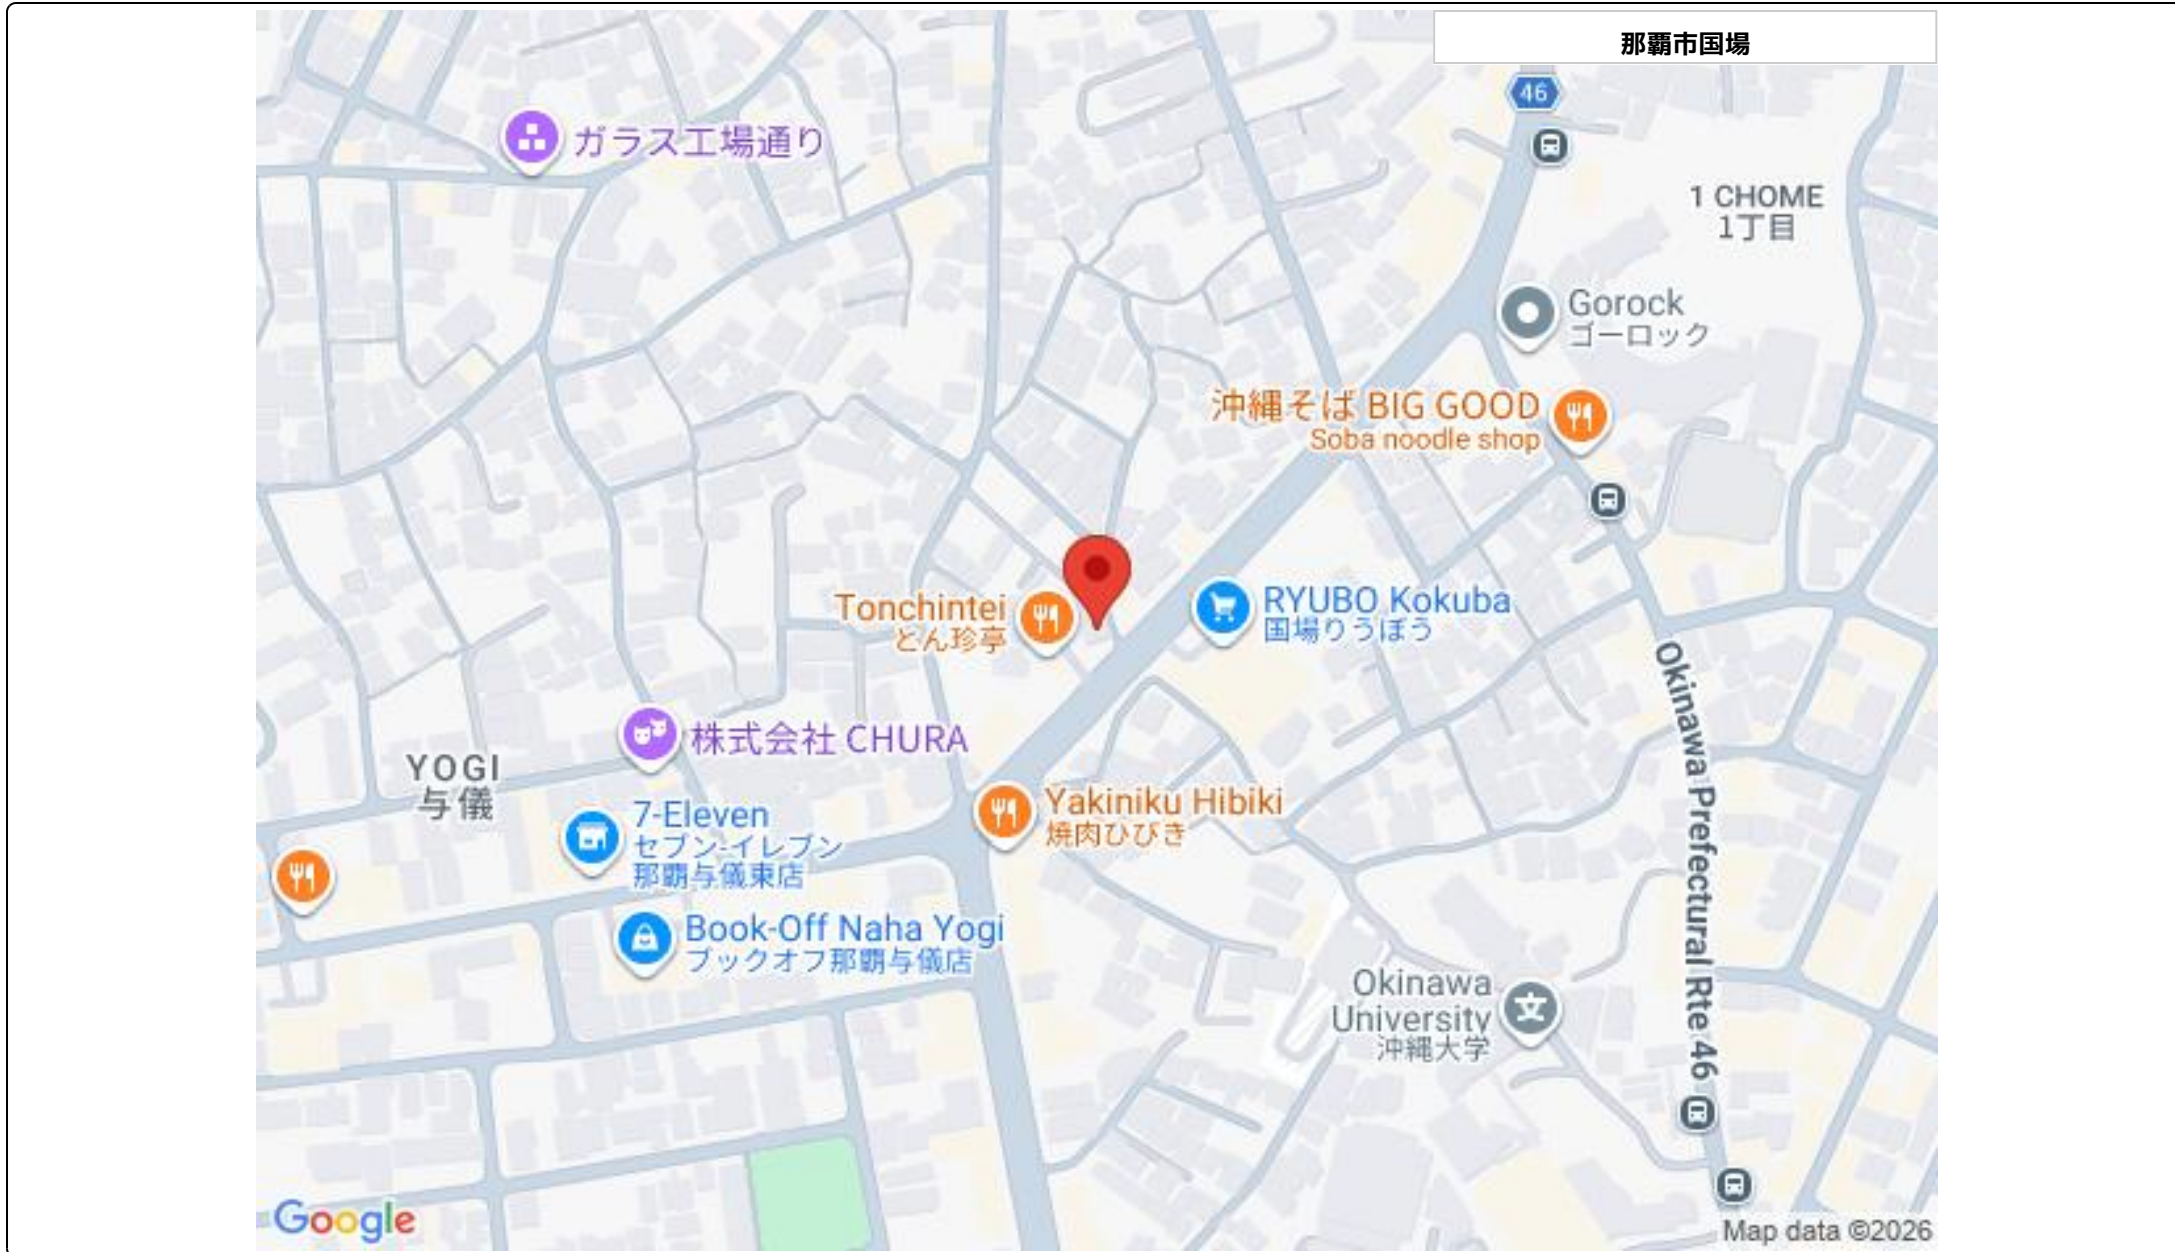 那覇市国場
46
ガラス工場通り
1 CHOME
1丁目
Gorock
ゴーロック
沖縄そば BIG GOOD
Soba noodle shop
Tonchintei
とん珍亭
RYUBO Kokuba
国場りうぼう
Okinawa Prefectural Rte 46
株式会社 CHURA
YOGI
与儀
7-Eleven
セブン-イレブン
那覇与儀東店
Yakiniku Hibiki
焼肉ひびき
Book-Off Naha Yogi
ブックオフ那覇与儀店
Okinawa
University
沖縄大学
文
Google
Map data ©2026